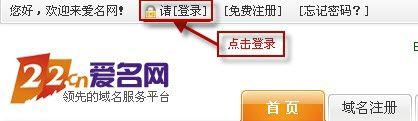 您好，欢迎来爱名网！ 请[登录] [免费注册] [忘记密码？]
点击登录
22.cn 爱名网
领先的域名服务平台
首 页 域名注册